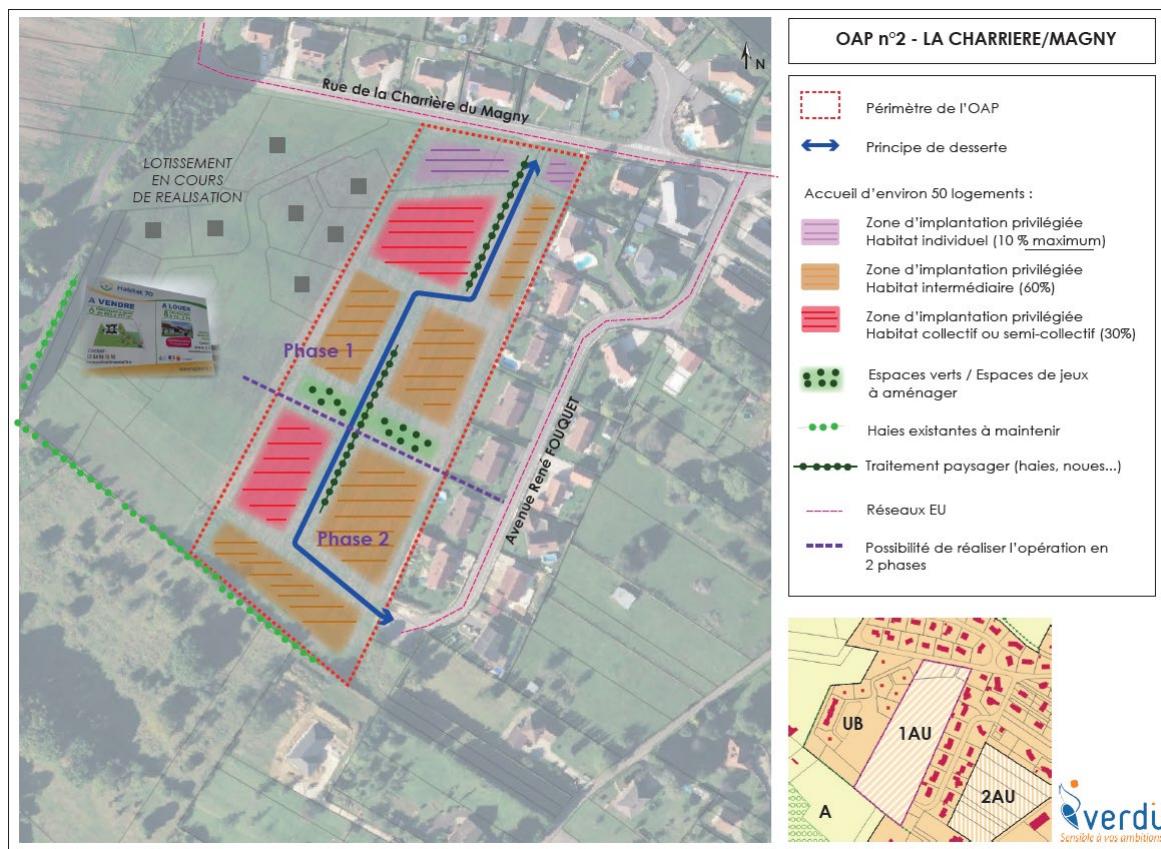 OAP n°2 - LA CHARRIERE/MAGNY
N
Rue de la Charrière du Magny
LOTISSEMENT
EN COURS
DE REALISATION
Habitat 70
A VENDRE
A LOUER
Phase 1
Phase 2
Avenue René FOUQUET
Périmètre de l'OAP
Principe de desserte
Accueil d'environ 50 logements :
Zone d'implantation privilégiée
Habitat individuel (10 % maximum)
Zone d'implantation privilégiée
Habitat intermédiaire (60%)
Zone d'implantation privilégiée
Habitat collectif ou semi-collectif (30%)
Espaces verts / Espaces de jeux
à aménager
Haies existantes à maintenir
Traitement paysager (haies, noues...)
Réseaux EU
Possibilité de réaliser l'opération en
2 phases
UB
1AU
2AU
A
verdi
Sensible à vos ambitions